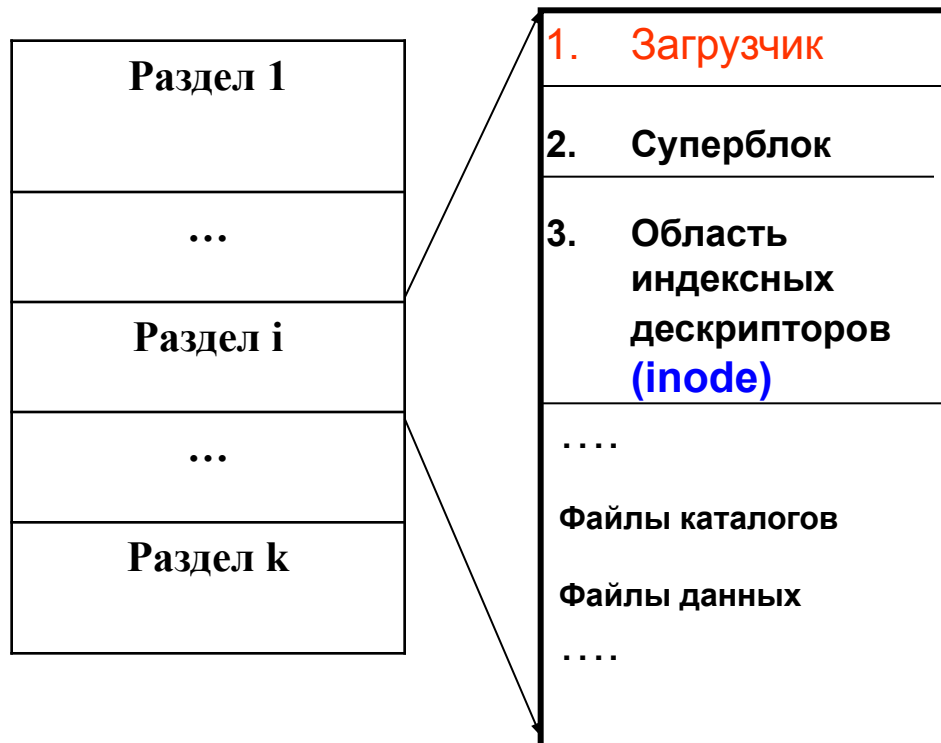 Раздел 1
...
Раздел i
...
Раздел k
1. Загрузчик
2. Суперблок
3. Область
индексных
дескрипторов
(inode)
....
Файлы каталогов
Файлы данных
....